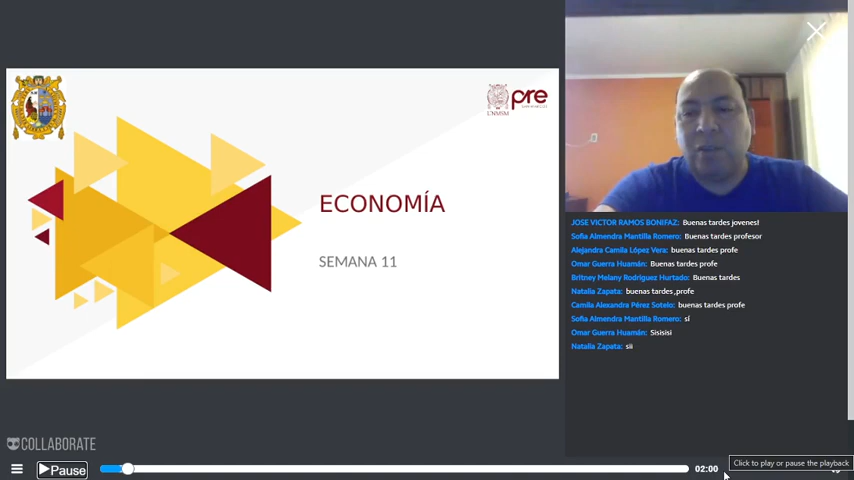 pre
UNMSM
ECONOMÍA
SEMANA 11
JOSE VICTOR RAMOS BONIFAZ: Buenas tardes jovenes!
Sofia Almendra Mantilla Romero: Buenas tardes profesor
Alejandra Camila López Vera: buenas tardes profe
Omar Guerra Huamán: Buenas tardes profe
Britney Melany Rodriguez Hurtado: Buenas tardes
Natalia Zapata: buenas tardes ,profe
Camila Alexandra Pérez Sotelo: buenas tardes profe
Sofia Almendra Mantilla Romero: sí
Omar Guerra Huamán: Sisisisi
Natalia Zapata: sii
COLLABORATE
Pause
02:00
Click to play or pause the playback